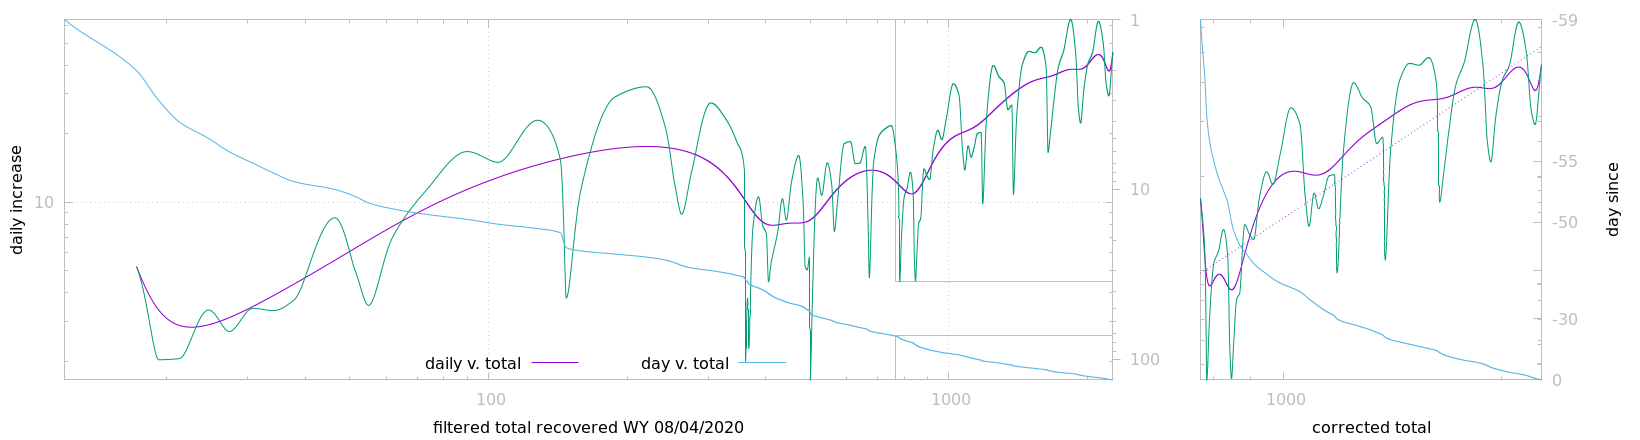 daily increase
10
daily v. total
day v. total
100
1000
filtered total recovered WY 08/04/2020
1
10
100
1000
corrected total
-59
-55
-50
-30
0
day since